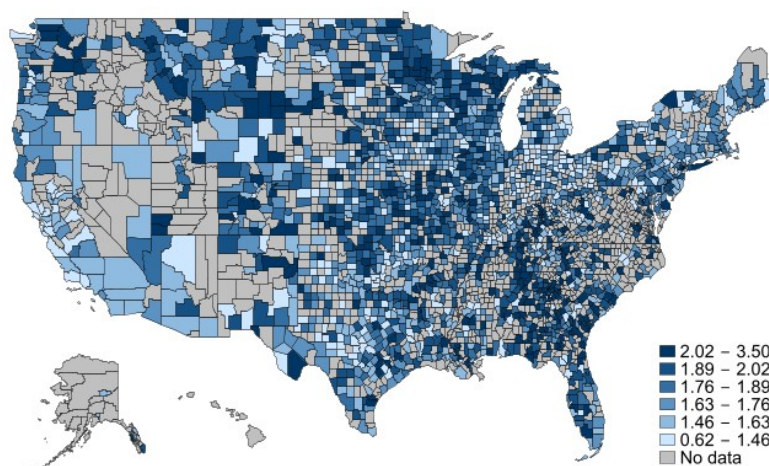 2.02 – 3.50
1.89 – 2.02
1.76 – 1.89
1.63 – 1.76
1.46 – 1.63
0.62 – 1.46
No data